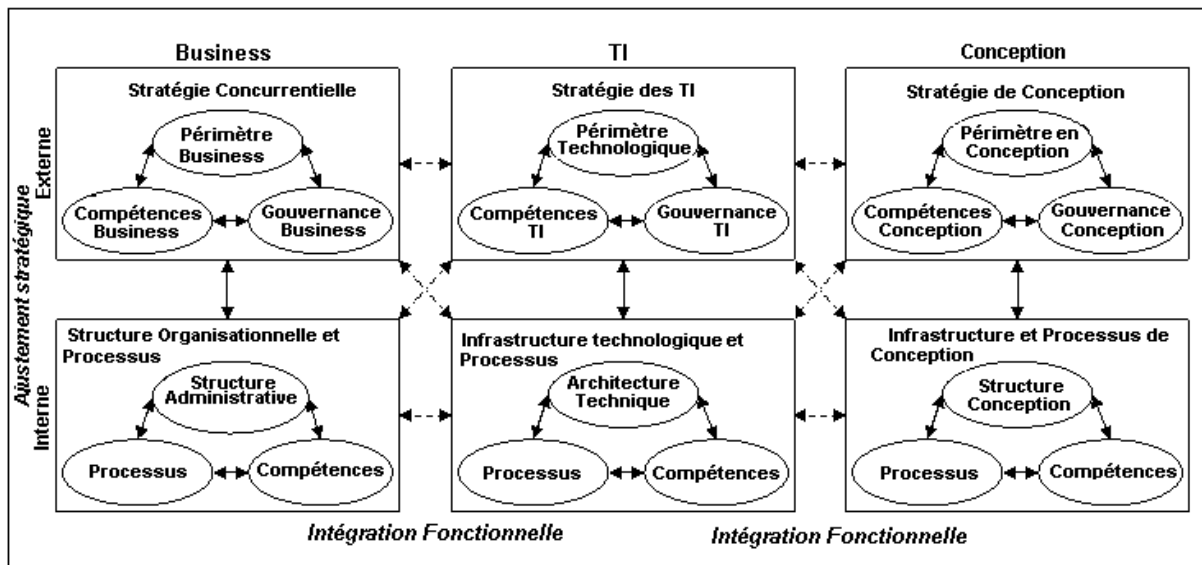 Business
TI
Conception
Ajustement stratégique
Externe
Stratégie Concurrentielle
Périmètre
Business
Compétences
Business
Gouvernance
Business
Stratégie des TI
Périmètre
Technologique
Compétences
TI
Gouvernance
TI
Stratégie de Conception
Périmètre en
Conception
Compétences
Conception
Gouvernance
Conception
Interne
Structure Organisationnelle et
Processus
Structure
Administrative
Processus
Compétences
Infrastructure technologique et
Processus
Architecture
Technique
Processus
Compétences
Infrastructure et Processus de
Conception
Structure
Conception
Processus
Compétences
Intégration Fonctionnelle
Intégration Fonctionnelle